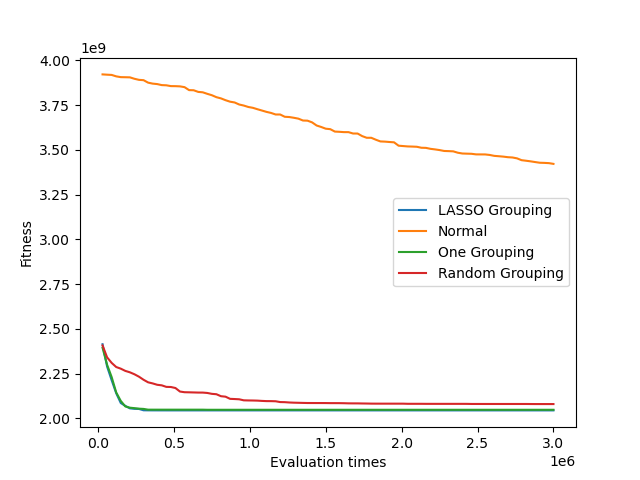 1e9
4.00
3.75
3.50
3.25
3.00
2.75
2.50
2.25
2.00
Fitness
LASSO Grouping
Normal
One Grouping
Random Grouping
0.0 0.5 1.0 1.5 2.0 2.5 3.0
Evaluation times
1e6